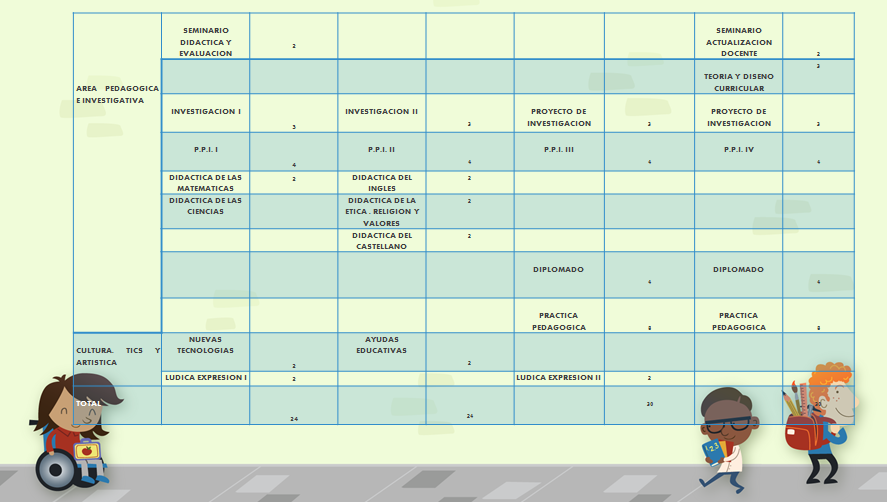 SEMINARIO
DIDACTICA Y
EVALUACION
2
SEMINARIO
ACTUALIZACION
DOCENTE
2
AREA PEDAGOGICA
E INVESTIGATIVA
TEORIA Y DISENO
CURRICULAR
2
INVESTIGACION I
3
INVESTIGACION II
3
PROYECTO DE
INVESTIGACION
3
PROYECTO DE
INVESTIGACION
3
P.P.I. I
4
P.P.I. II
4
P.P.I. III
4
P.P.I. IV
4
DIDACTICA DE LAS
MATEMATICAS
2
DIDACTICA DEL
INGLES
2
DIDACTICA DE LAS
CIENCIAS
DIDACTICA DE LA
ETICA . RELIGION Y
VALORES
2
DIDACTICA DEL
CASTELLANO
2
DIPLOMADO
4
DIPLOMADO
4
PRACTICA
PEDAGOGICA
8
PRACTICA
PEDAGOGICA
8
CULTURA. TICS Y
ARTISTICA
NUEVAS
TECNOLOGIAS
2
AYUDAS
EDUCATIVAS
2
LUDICA EXPRESION I
2
LUDICA EXPRESION II
2
TOTAL
24
24
20
123